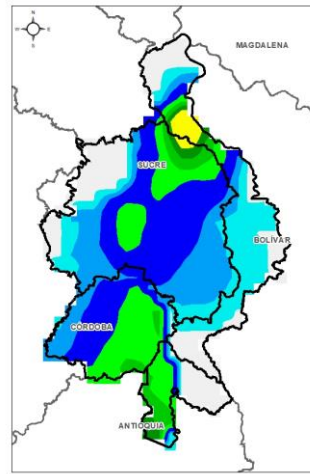 N
W E
S
MAGDALENA
SUCRE
BOLÍVAR
CÓRDOBA
ANTIOQUIA